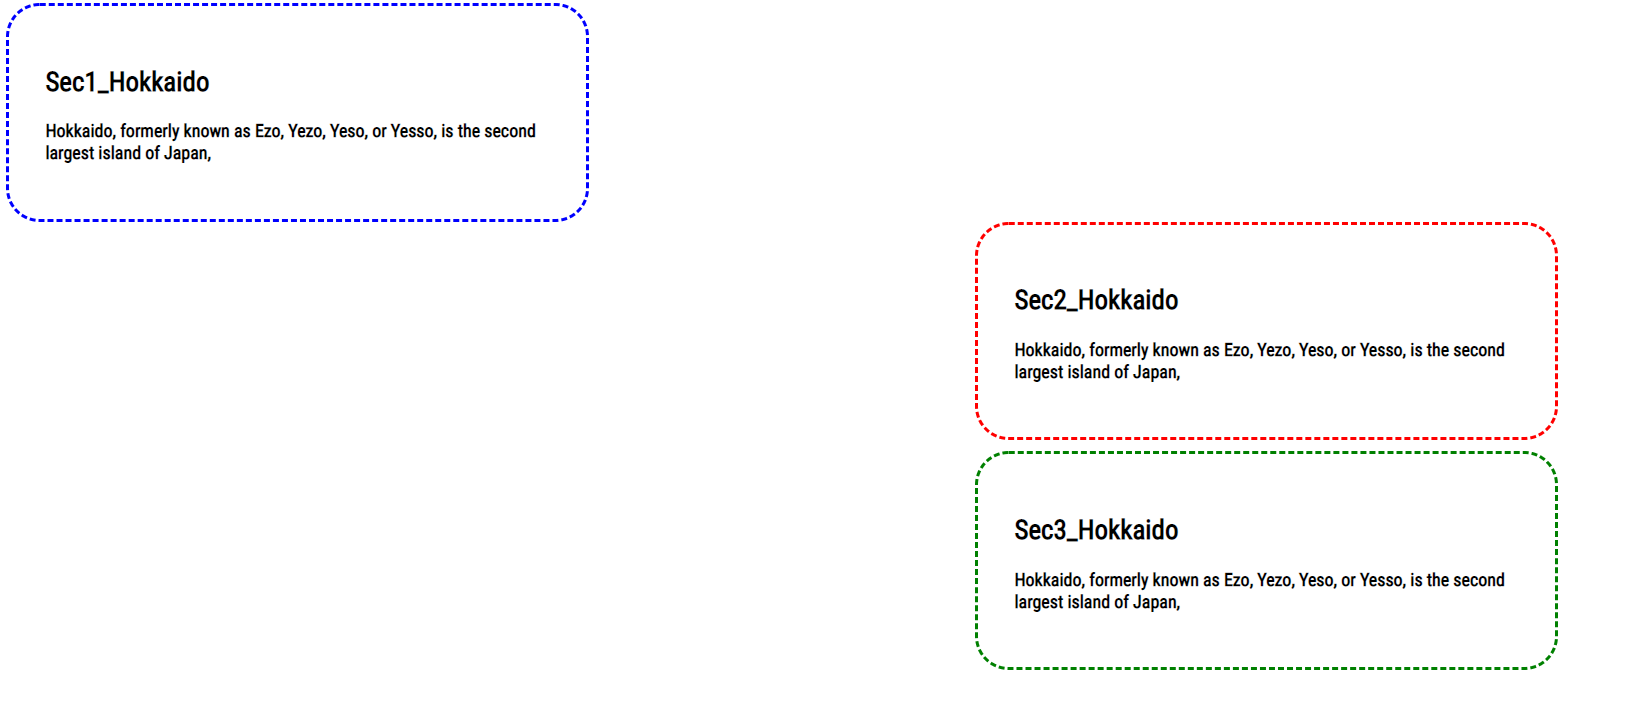 Sec1_Hokkaido
Hokkaido, formerly known as Ezo, Yezo, Yeso, or Yesso, is the second
largest island of Japan,
Sec2_Hokkaido
Hokkaido, formerly known as Ezo, Yezo, Yeso, or Yesso, is the second
largest island of Japan,
Sec3_Hokkaido
Hokkaido, formerly known as Ezo, Yezo, Yeso, or Yesso, is the second
largest island of Japan,